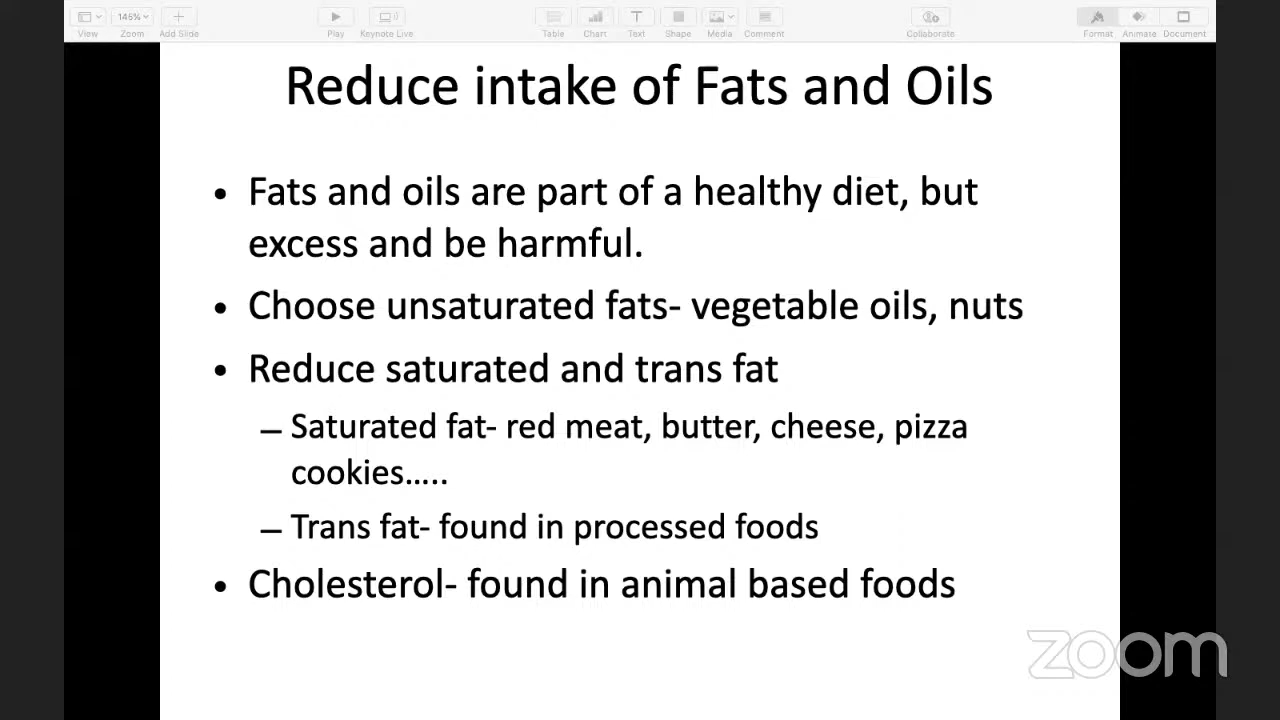 View 145% Zoom Add Slide Play Keynote Live Table Chart Text Shape Media Comment Collaborate Format Animate Document
Reduce intake of Fats and Oils
• Fats and oils are part of a healthy diet, but
excess and be harmful.
• Choose unsaturated fats- vegetable oils, nuts
• Reduce saturated and trans fat
– Saturated fat- red meat, butter, cheese, pizza
cookies.....
– Trans fat- found in processed foods
• Cholesterol- found in animal based foods
zoom